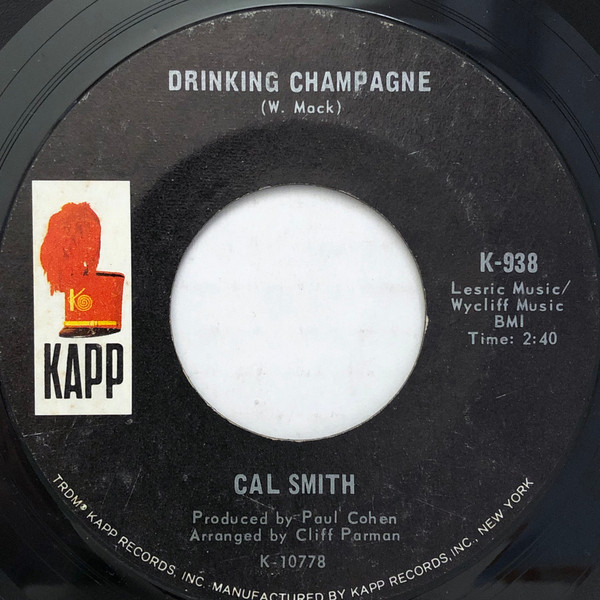 DRINKING CHAMPAGNE
(W. Mack)
K
KAPP
K-938
Lesric Music/
Wycliff Music
BMI
Time: 2:40
CAL SMITH
Produced by Paul Cohen
Arranged by Cliff Parman
K-10778
TRDM® KAPP RECORDS, INC. MANUFACTURED BY KAPP RECORDS, INC., NEW YORK